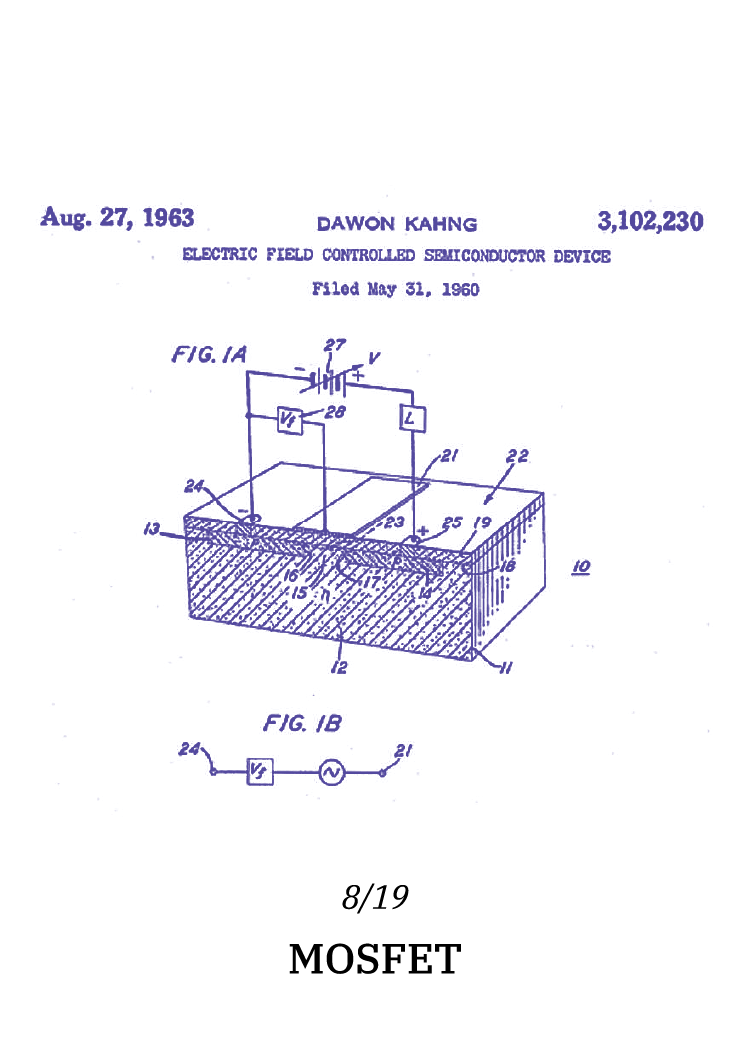 Aug. 27, 1963
DAWON KAHNG
3,102,230
ELECTRIC FIELD CONTROLLED SEMICONDUCTOR DEVICE
Filed May 31, 1960
FIG. 1A
27
V
-
+
Vf
28
L
21
22
24
-
23
+
25
19
13
P
P
16
17
18
10
15
n
14
12
11
FIG. 1B
24
Vf
21
8/19
MOSFET